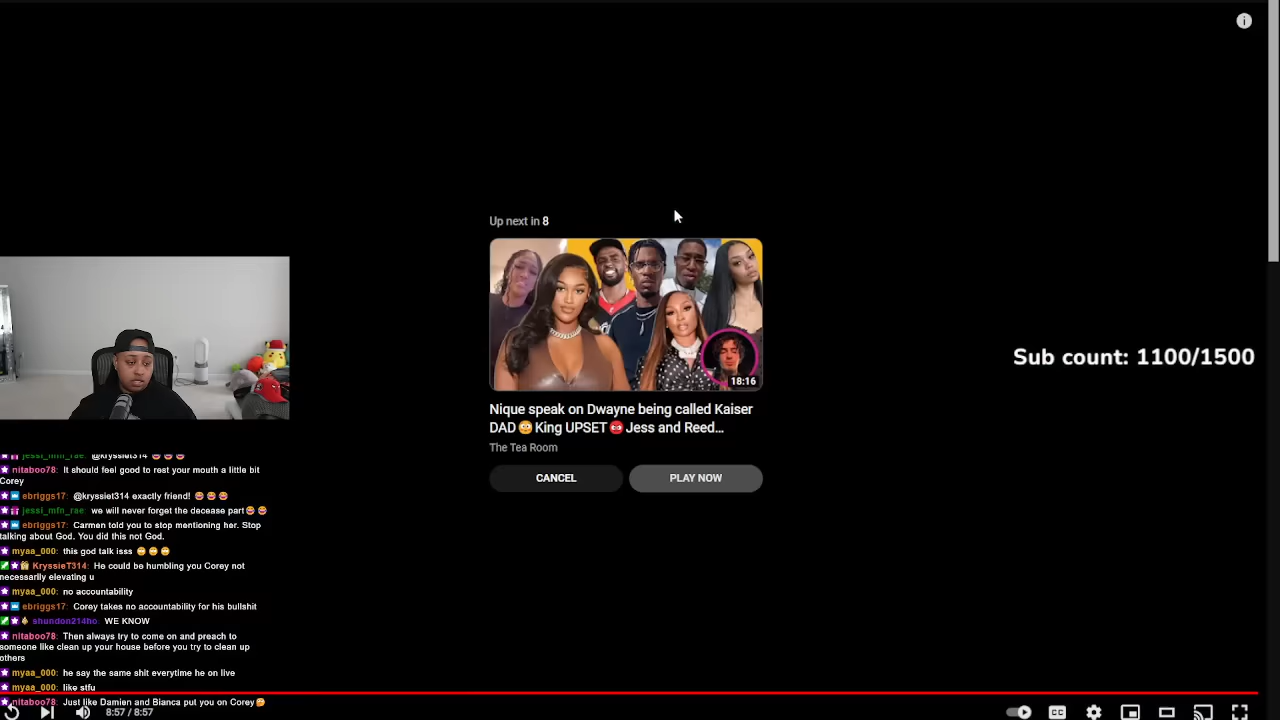 Up next in 8
18:16
Nique speak on Dwayne being called Kaiser
DAD😳King UPSET😡Jess and Reed…
The Tea Room
CANCEL
PLAY NOW
Sub count: 1100/1500
jessi_mfn_rae: @kryssiet314 😂 😂 😂
nitaboo78: It should feel good to rest your mouth a little bit
Corey
ebriggs17: @kryssiet314 exactly friend! 😂 😂 😂
jessi_mfn_rae: we will never forget the decease part😂 😂
ebriggs17: Carmen told you to stop mentioning her. Stop
talking about God. You did this not God.
myaa_000: this god talk isss 🙄 🙄 🙄
KryssieT314: He could be humbling you Corey not
necessarily elevating u
myaa_000: no accountability
ebriggs17: Corey takes no accountability for his bullshit
shundon214ho: WE KNOW
nitaboo78: Then always try to come on and preach to
someone like clean up your house before you try to clean up
others
myaa_000: he say the same shit everytime he on live
myaa_000: like stfu
nitaboo78: Just like Damien and Bianca put you on Corey🤔
8:57 / 8:57
CC